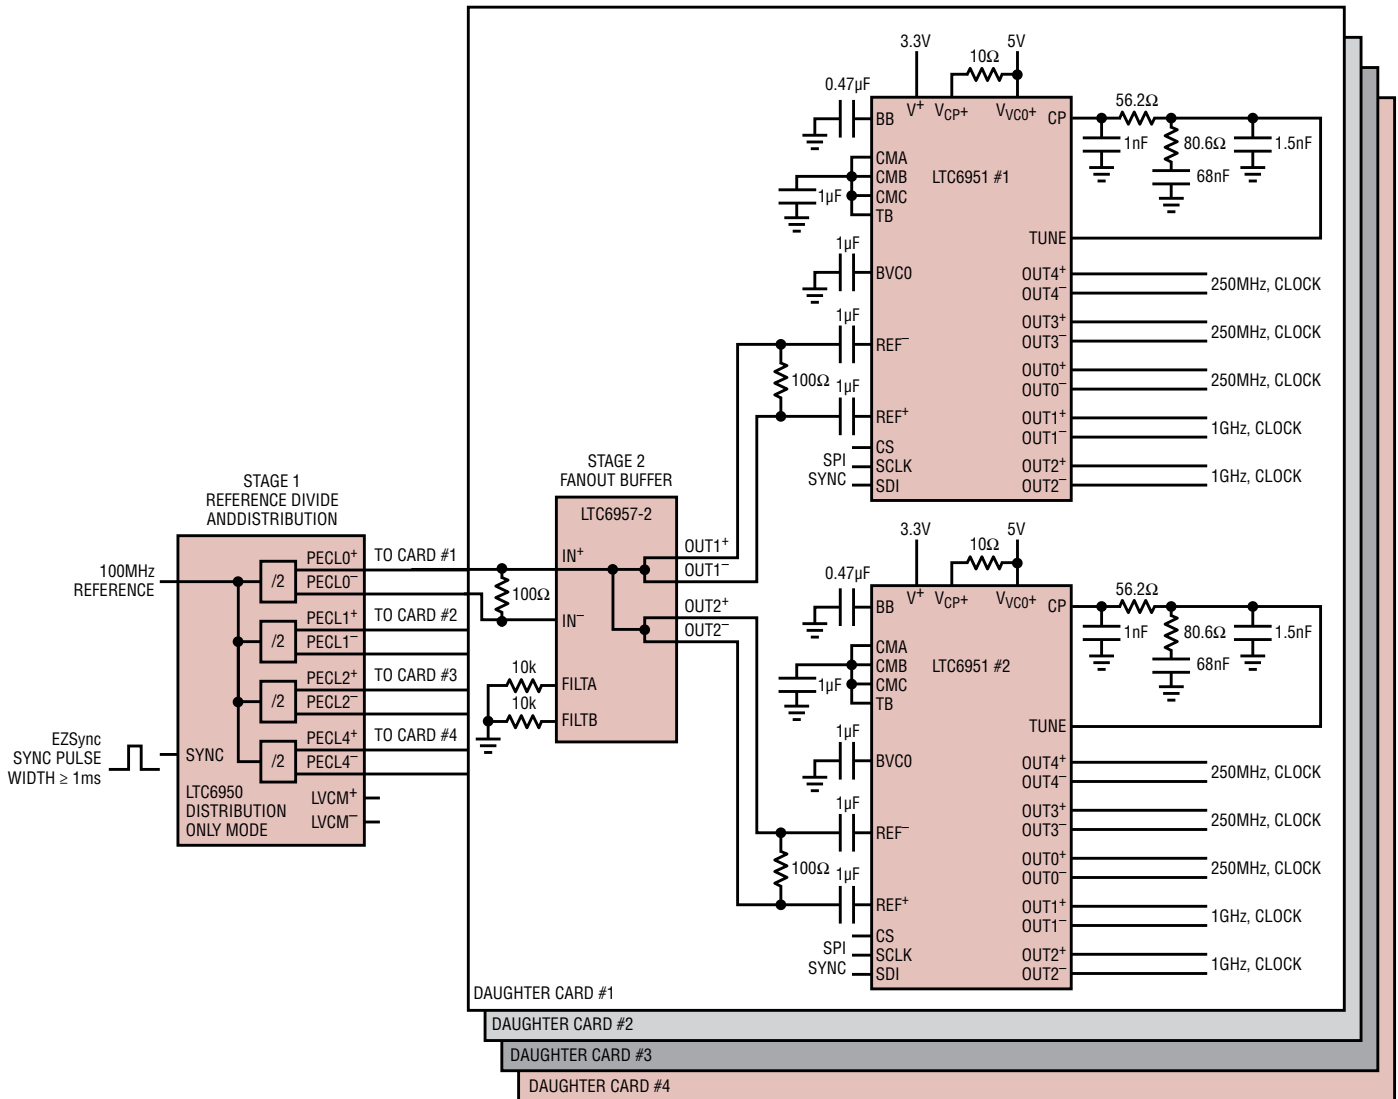 STAGE 1
REFERENCE DIVIDE
ANDDISTRIBUTION
100MHz
REFERENCE
EZSync
SYNC PULSE
WIDTH ≥ 1ms
SYNC
LTC6950
DISTRIBUTION
ONLY MODE
/2
/2
/2
/2
PECL0+
PECL0–
PECL1+
PECL1–
PECL2+
PECL2–
PECL4+
PECL4–
LVCM+
LVCM–
TO CARD #1
TO CARD #2
TO CARD #3
TO CARD #4
STAGE 2
FANOUT BUFFER
LTC6957-2
100Ω
IN+
IN–
10k
FILTA
10k
FILTB
OUT1+
OUT1–
OUT2+
OUT2–
3.3V
5V
10Ω
0.47µF
BB
V+
VCP+
VVC0+
CP
56.2Ω
1nF
80.6Ω
1.5nF
68nF
CMA
CMB
CMC
TB
1µF
LTC6951 #1
TUNE
1µF
BVC0
1µF
REF–
100Ω
1µF
REF+
CS
SPI
SCLK
SYNC
SDI
OUT4+
OUT4–
250MHz, CLOCK
OUT3+
OUT3–
250MHz, CLOCK
OUT0+
OUT0–
250MHz, CLOCK
OUT1+
OUT1–
1GHz, CLOCK
OUT2+
OUT2–
1GHz, CLOCK
3.3V
5V
10Ω
0.47µF
BB
V+
VCP+
VVC0+
CP
56.2Ω
1nF
80.6Ω
1.5nF
68nF
CMA
CMB
CMC
TB
1µF
LTC6951 #2
TUNE
1µF
BVC0
1µF
REF–
100Ω
1µF
REF+
CS
SPI
SCLK
SYNC
SDI
OUT4+
OUT4–
250MHz, CLOCK
OUT3+
OUT3–
250MHz, CLOCK
OUT0+
OUT0–
250MHz, CLOCK
OUT1+
OUT1–
1GHz, CLOCK
OUT2+
OUT2–
1GHz, CLOCK
DAUGHTER CARD #1
DAUGHTER CARD #2
DAUGHTER CARD #3
DAUGHTER CARD #4